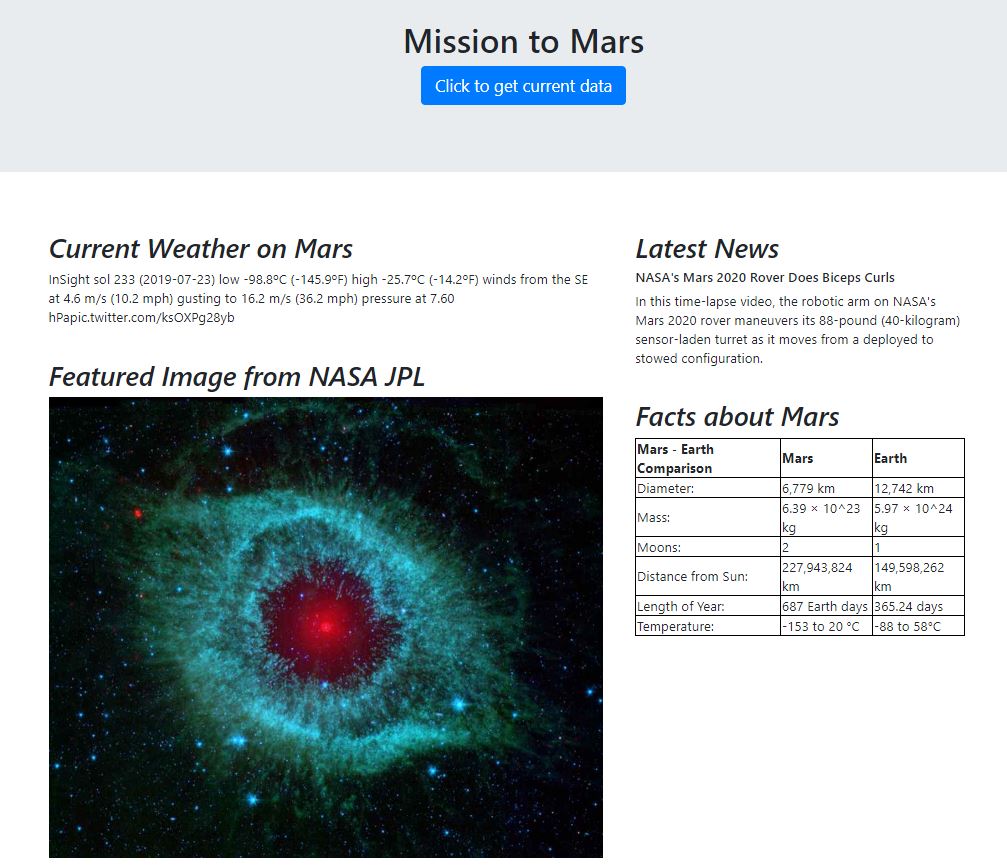 Mission to Mars
Click to get current data
Current Weather on Mars
InSight sol 233 (2019-07-23) low -98.8ºC (-145.9ºF) high -25.7ºC (-14.2ºF) winds from the SE
at 4.6 m/s (10.2 mph) gusting to 16.2 m/s (36.2 mph) pressure at 7.60
hPapic.twitter.com/ksOXPg28yb
Featured Image from NASA JPL
Latest News
NASA's Mars 2020 Rover Does Biceps Curls
In this time-lapse video, the robotic arm on NASA's
Mars 2020 rover maneuvers its 88-pound (40-kilogram)
sensor-laden turret as it moves from a deployed to
stowed configuration.
Facts about Mars
Mars - Earth
Comparison
Mars
Earth
Diameter:
6,779 km
12,742 km
Mass:
6.39 × 10^23
kg
5.97 × 10^24
kg
Moons:
2
1
Distance from Sun:
227,943,824
km
149,598,262
km
Length of Year:
687 Earth days
365.24 days
Temperature:
-153 to 20 °C
-88 to 58°C